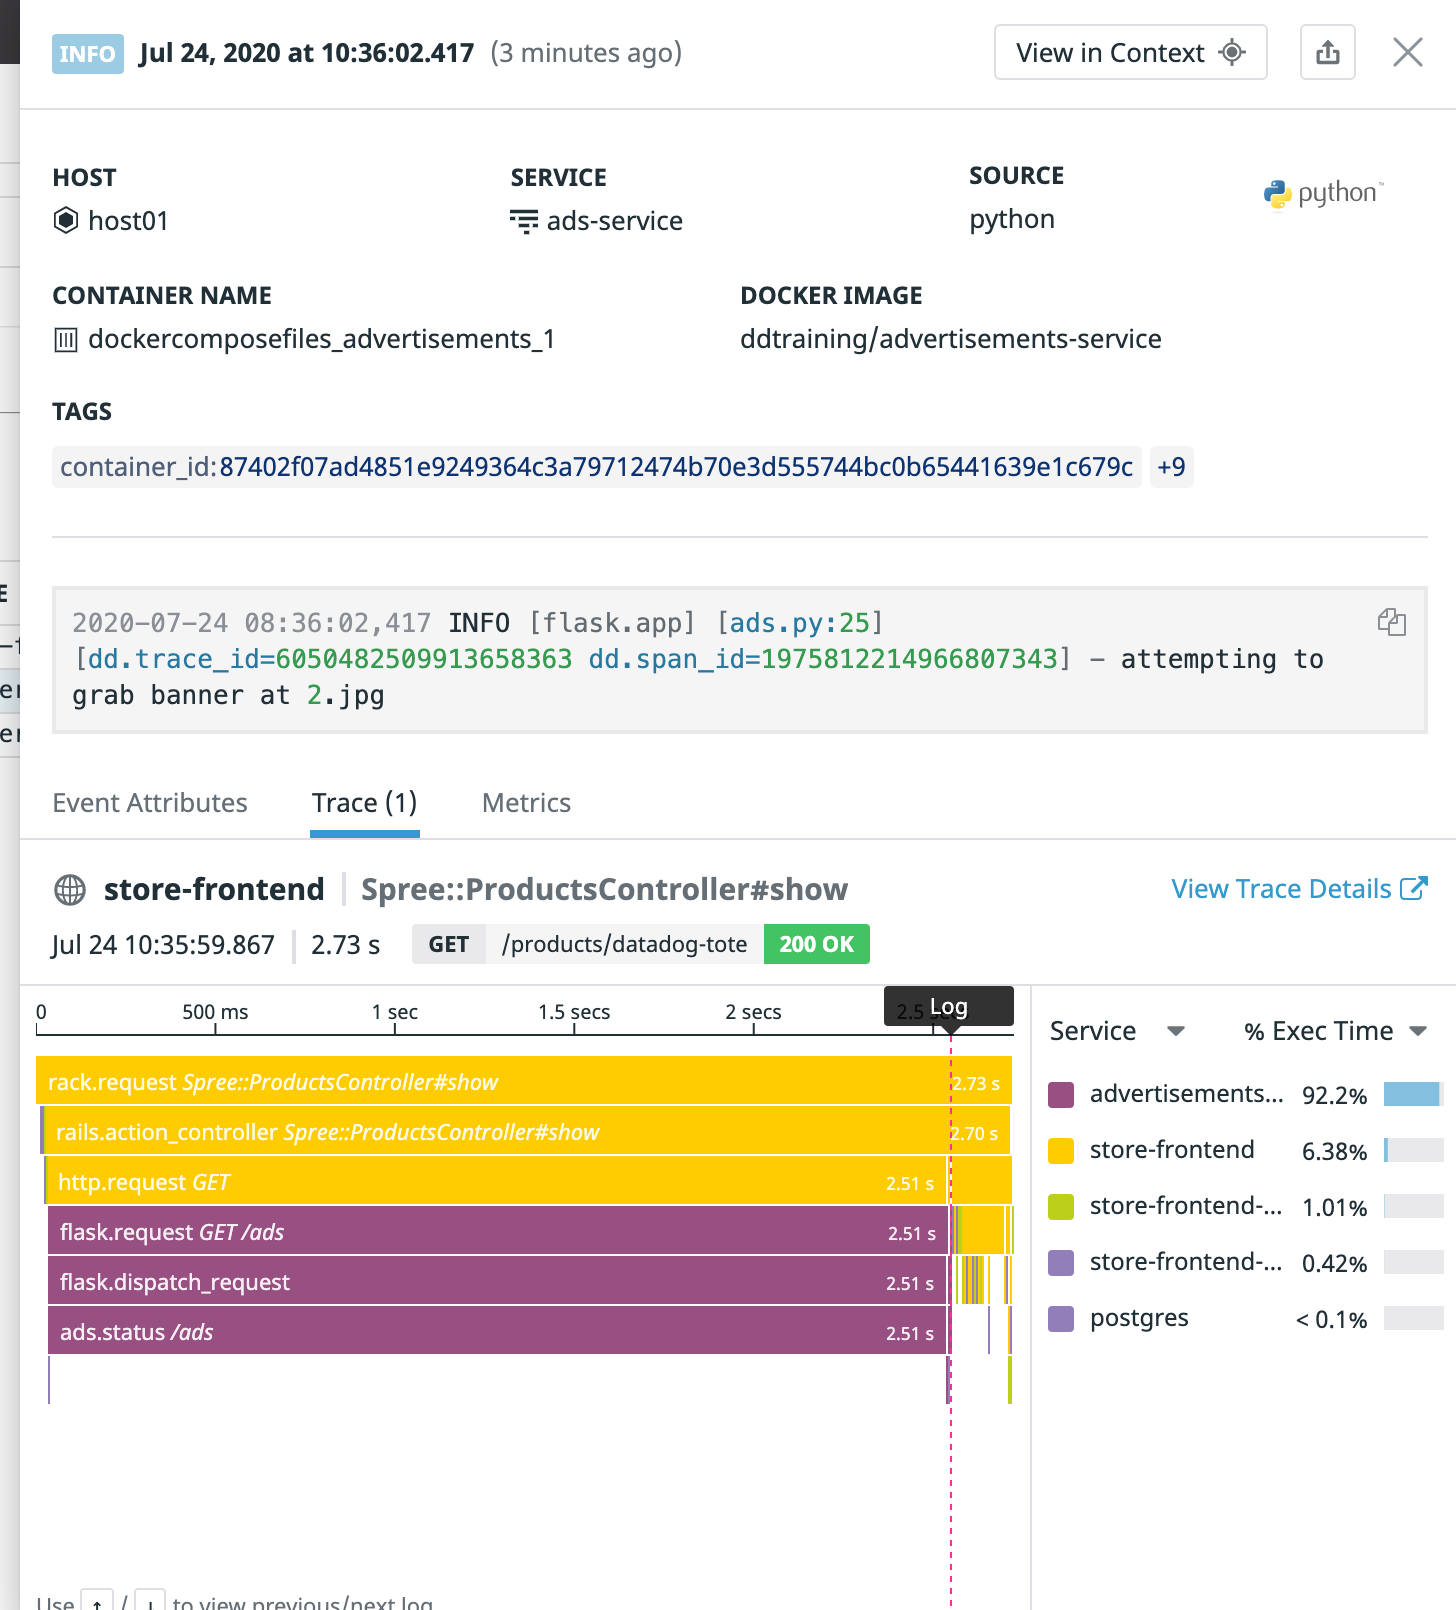 INFO Jul 24, 2020 at 10:36:02.417 (3 minutes ago) View in Context
HOST SERVICE SOURCE
host01 ads-service python python™
CONTAINER NAME DOCKER IMAGE
dockercomposefiles_advertisements_1 ddtraining/advertisements-service
TAGS
container_id:87402f07ad4851e9249364c3a79712474b70e3d555744bc0b65441639e1c679c +9
2020-07-24 08:36:02,417 INFO [flask.app] [ads.py:25]
[dd.trace_id=6050482509913658363 dd.span_id=1975812214966807343] - attempting to
grab banner at 2.jpg
Event Attributes Trace (1) Metrics
store-frontend Spree::ProductsController#show View Trace Details
Jul 24 10:35:59.867 2.73 s GET /products/datadog-tote 200 OK
0 500 ms 1 sec 1.5 secs 2 secs 2.5 secs Log
Service % Exec Time
rack.request Spree::ProductsController#show 2.73 s
rails.action_controller Spree::ProductsController#show 2.70 s
http.request GET 2.51 s
flask.request GET /ads 2.51 s
flask.dispatch_request 2.51 s
ads.status /ads 2.51 s
advertisements... 92.2%
store-frontend 6.38%
store-frontend-... 1.01%
store-frontend-... 0.42%
postgres < 0.1%
Use ↑ / ↓ to view previous/next log